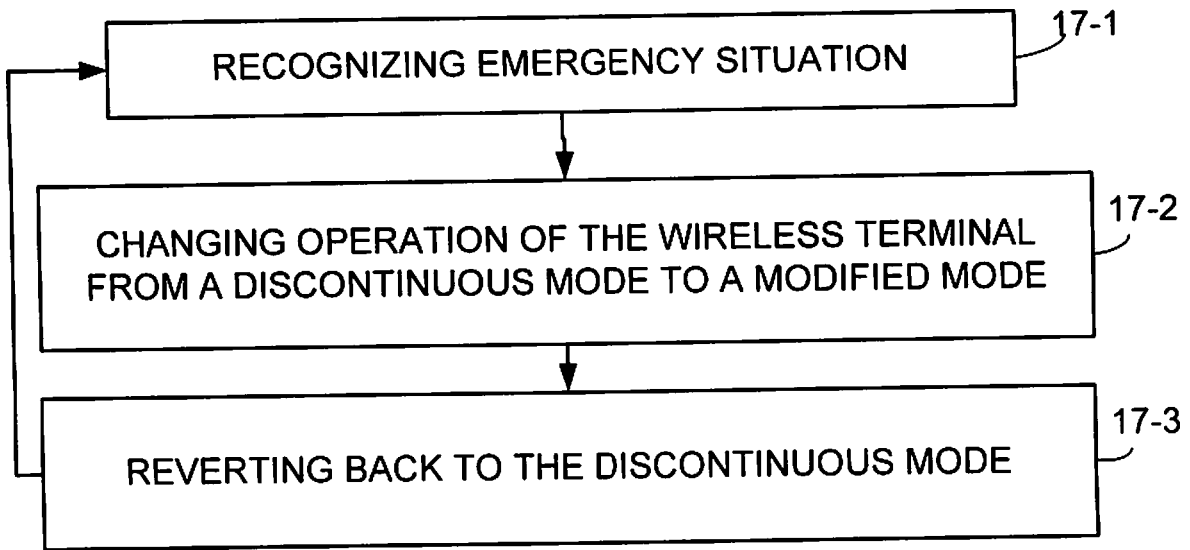 17-1
RECOGNIZING EMERGENCY SITUATION
17-2
CHANGING OPERATION OF THE WIRELESS TERMINAL
FROM A DISCONTINUOUS MODE TO A MODIFIED MODE
17-3
REVERTING BACK TO THE DISCONTINUOUS MODE